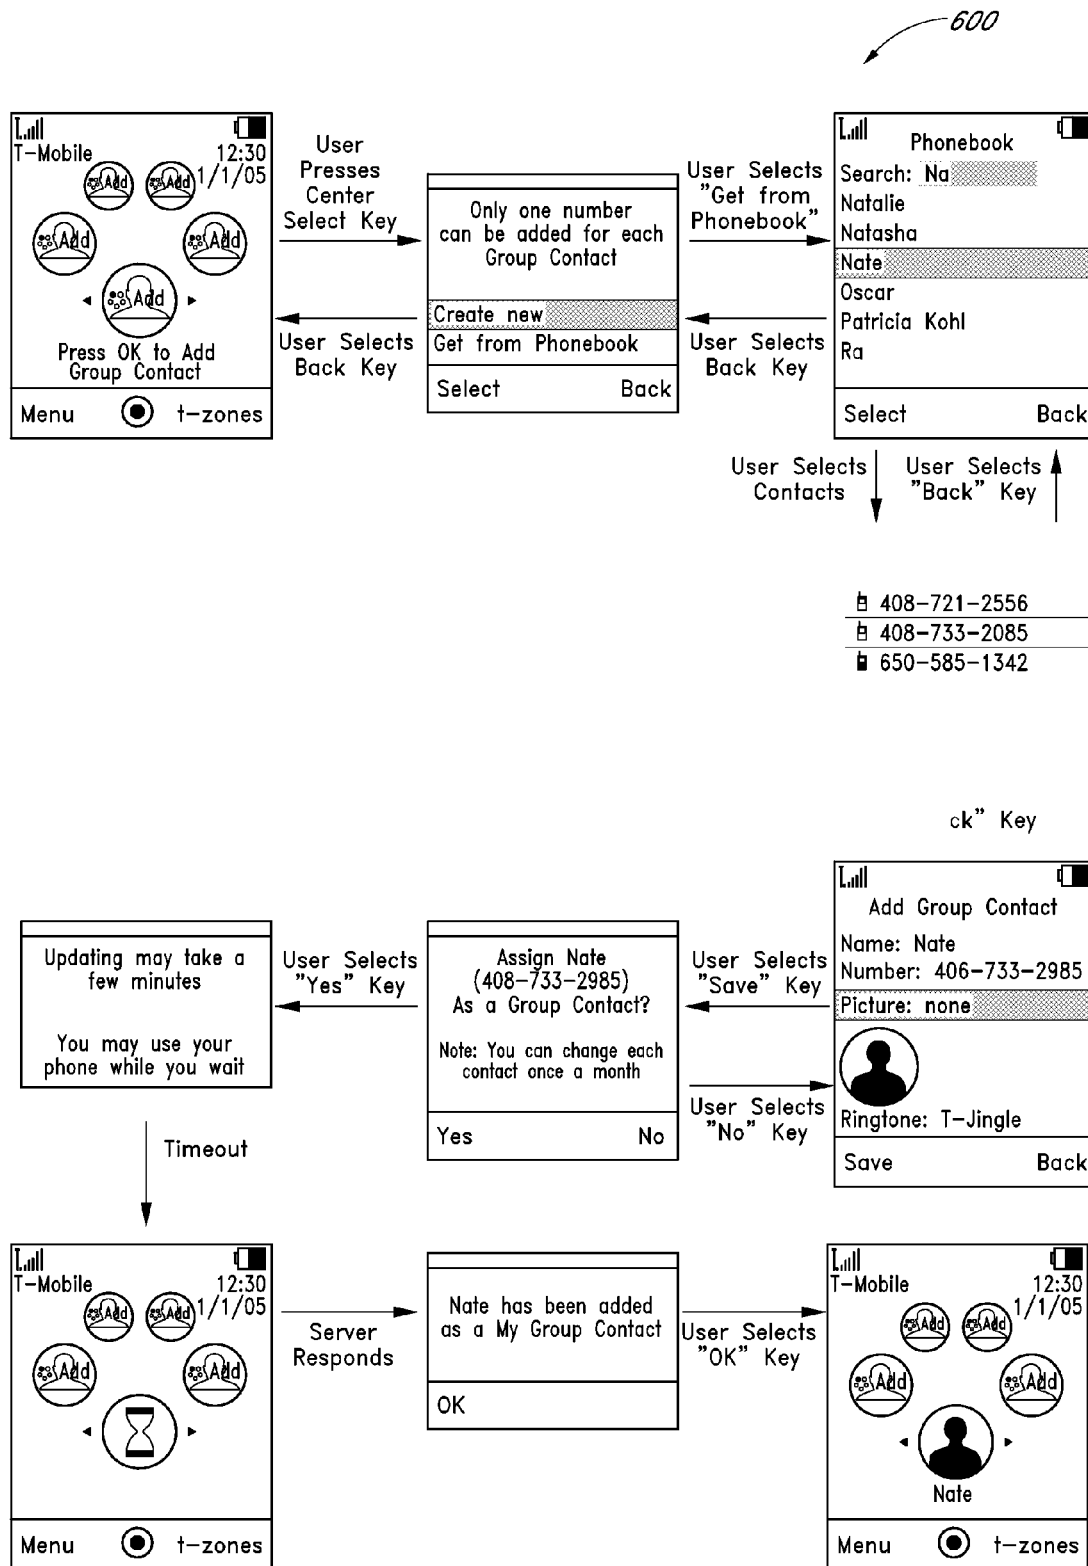 600
T-Mobile
12:30
1/1/05
Add
Add
Add
Add
Add
Press OK to Add
Group Contact
Menu
t-zones
User
Presses
Center
Select Key
User Selects
Back Key
Only one number
can be added for each
Group Contact
Create new
Get from Phonebook
Select
Back
User Selects
"Get from
Phonebook"
User Selects
Back Key
Phonebook
Search: Na
Natalie
Natasha
Nate
Oscar
Patricia Kohl
Ra
Select
Back
User Selects
Contacts
User Selects
"Back" Key
408-721-2556
408-733-2085
650-585-1342
ck" Key
Add Group Contact
Name: Nate
Number: 406-733-2985
Picture: none
Ringtone: T-Jingle
Save
Back
User Selects
"Save" Key
User Selects
"No" Key
Assign Nate
(408-733-2985)
As a Group Contact?
Note: You can change each
contact once a month
Yes
No
User Selects
"Yes" Key
Updating may take a
few minutes
You may use your
phone while you wait
Timeout
T-Mobile
12:30
1/1/05
Add
Add
Add
Add
Menu
t-zones
Server
Responds
Nate has been added
as a My Group Contact
OK
User Selects
"OK" Key
T-Mobile
12:30
1/1/05
Add
Add
Add
Add
Nate
Menu
t-zones